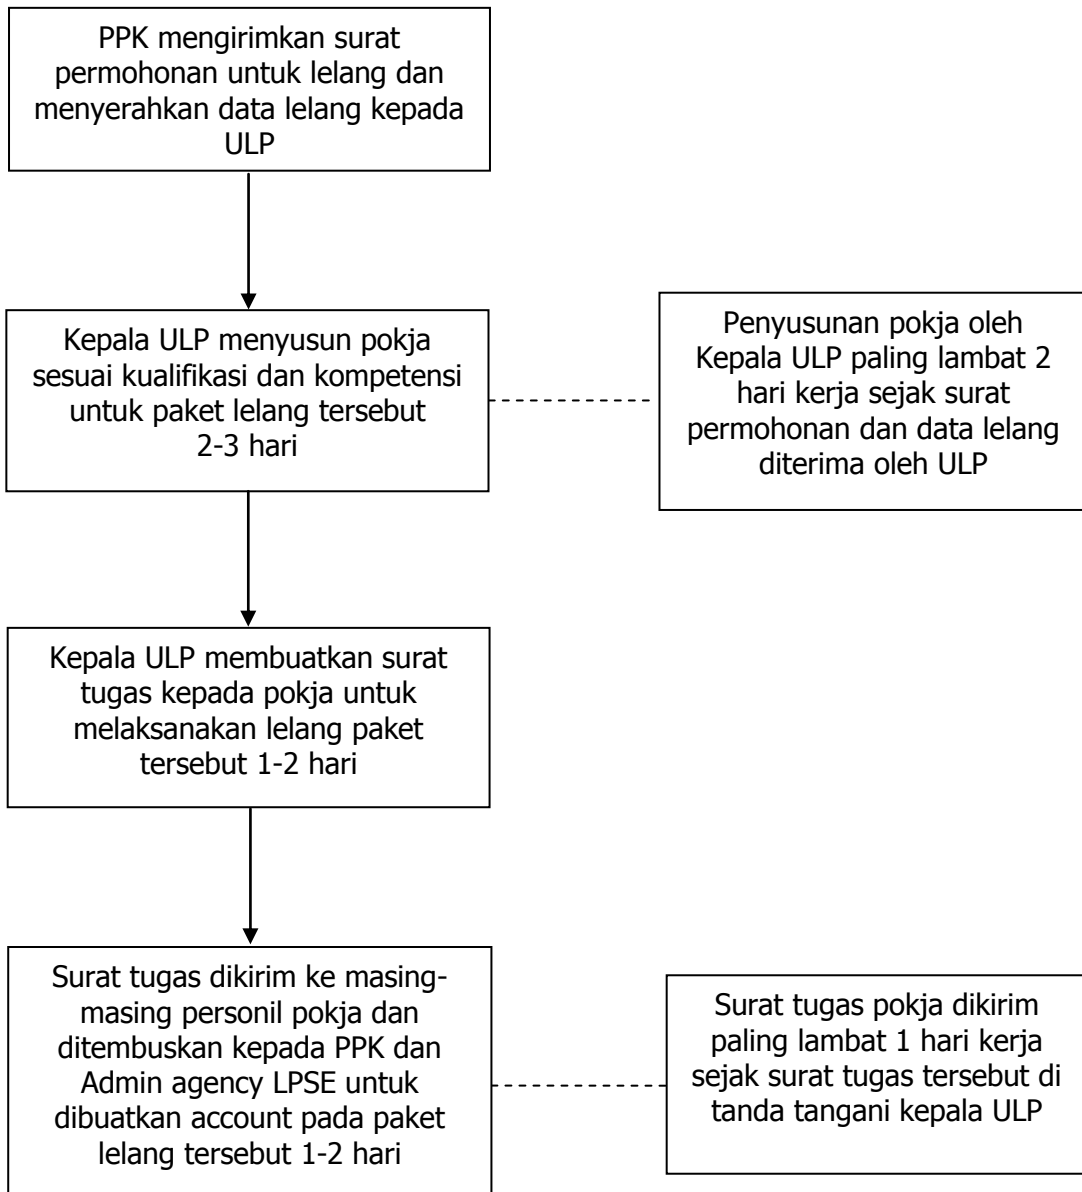 PPK mengirimkan surat
permohonan untuk lelang dan
menyerahkan data lelang kepada
ULP
Kepala ULP menyusun pokja
sesuai kualifikasi dan kompetensi
untuk paket lelang tersebut
2-3 hari
Penyusunan pokja oleh
Kepala ULP paling lambat 2
hari kerja sejak surat
permohonan dan data lelang
diterima oleh ULP
Kepala ULP membuatkan surat
tugas kepada pokja untuk
melaksanakan lelang paket
tersebut 1-2 hari
Surat tugas dikirim ke masing-
masing personil pokja dan
ditembuskan kepada PPK dan
Admin agency LPSE untuk
dibuatkan account pada paket
lelang tersebut 1-2 hari
Surat tugas pokja dikirim
paling lambat 1 hari kerja
sejak surat tugas tersebut di
tanda tangani kepala ULP